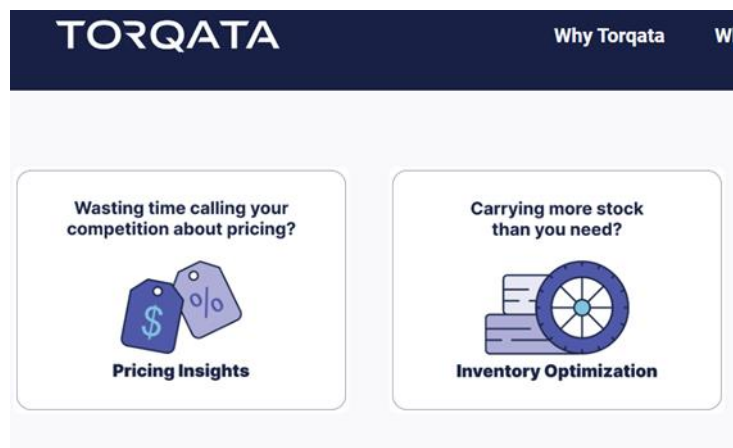 TORQATA
Why Torqata
Wasting time calling your
competition about pricing?
$
%
Pricing Insights
Carrying more stock
than you need?
Inventory Optimization